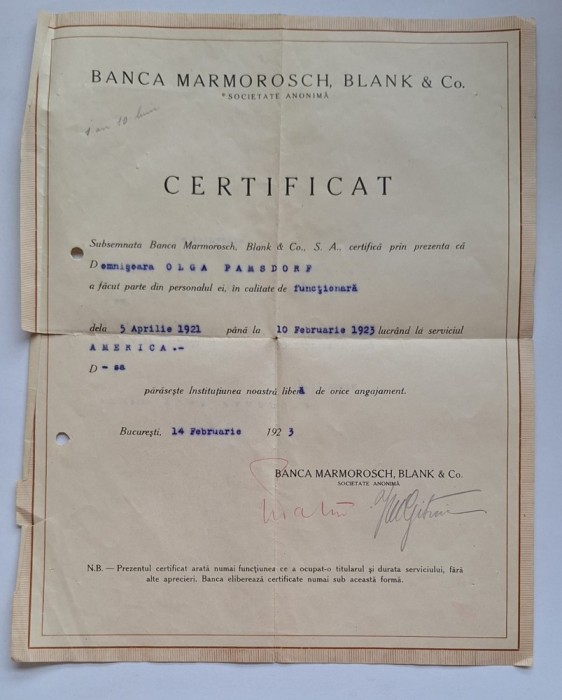 BANCA MARMOROSCH, BLANK & Co.
*SOCIETATE ANONIMĂ
1 an 10 luni
CERTIFICAT
Subsemnata Banca Marmorosch, Blank & Co., S. A., certifică prin prezenta că
Domnişoara OLGA PAMSDORF
a făcut parte din personalul ei, în calitate de funcţionară
dela 5 Aprilie 1921 până la 10 Februarie 1923 lucrând la serviciul
AMERICA.-
D-sa
părăseşte Instituţiunea noastră liberă de orice angajament.
Bucureşti, 14 Februarie 1923
BANCA MARMOROSCH, BLANK & Co.
SOCIETATE ANONIMĂ
N.B. — Prezentul certificat arată numai funcţiunea ce a ocupat-o titularul şi durata serviciului, fără
alte aprecieri. Banca eliberează certificate numai sub această formă.